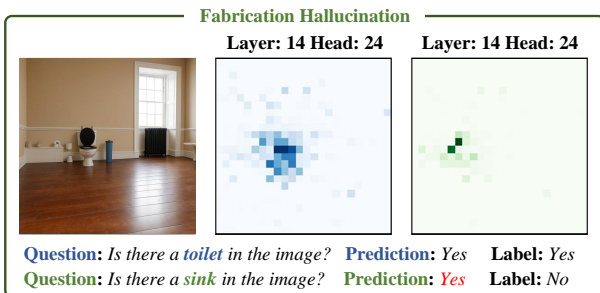 Fabrication Hallucination
Layer: 14 Head: 24 Layer: 14 Head: 24
Question: Is there a toilet in the image? Prediction: Yes Label: Yes
Question: Is there a sink in the image? Prediction: Yes Label: No